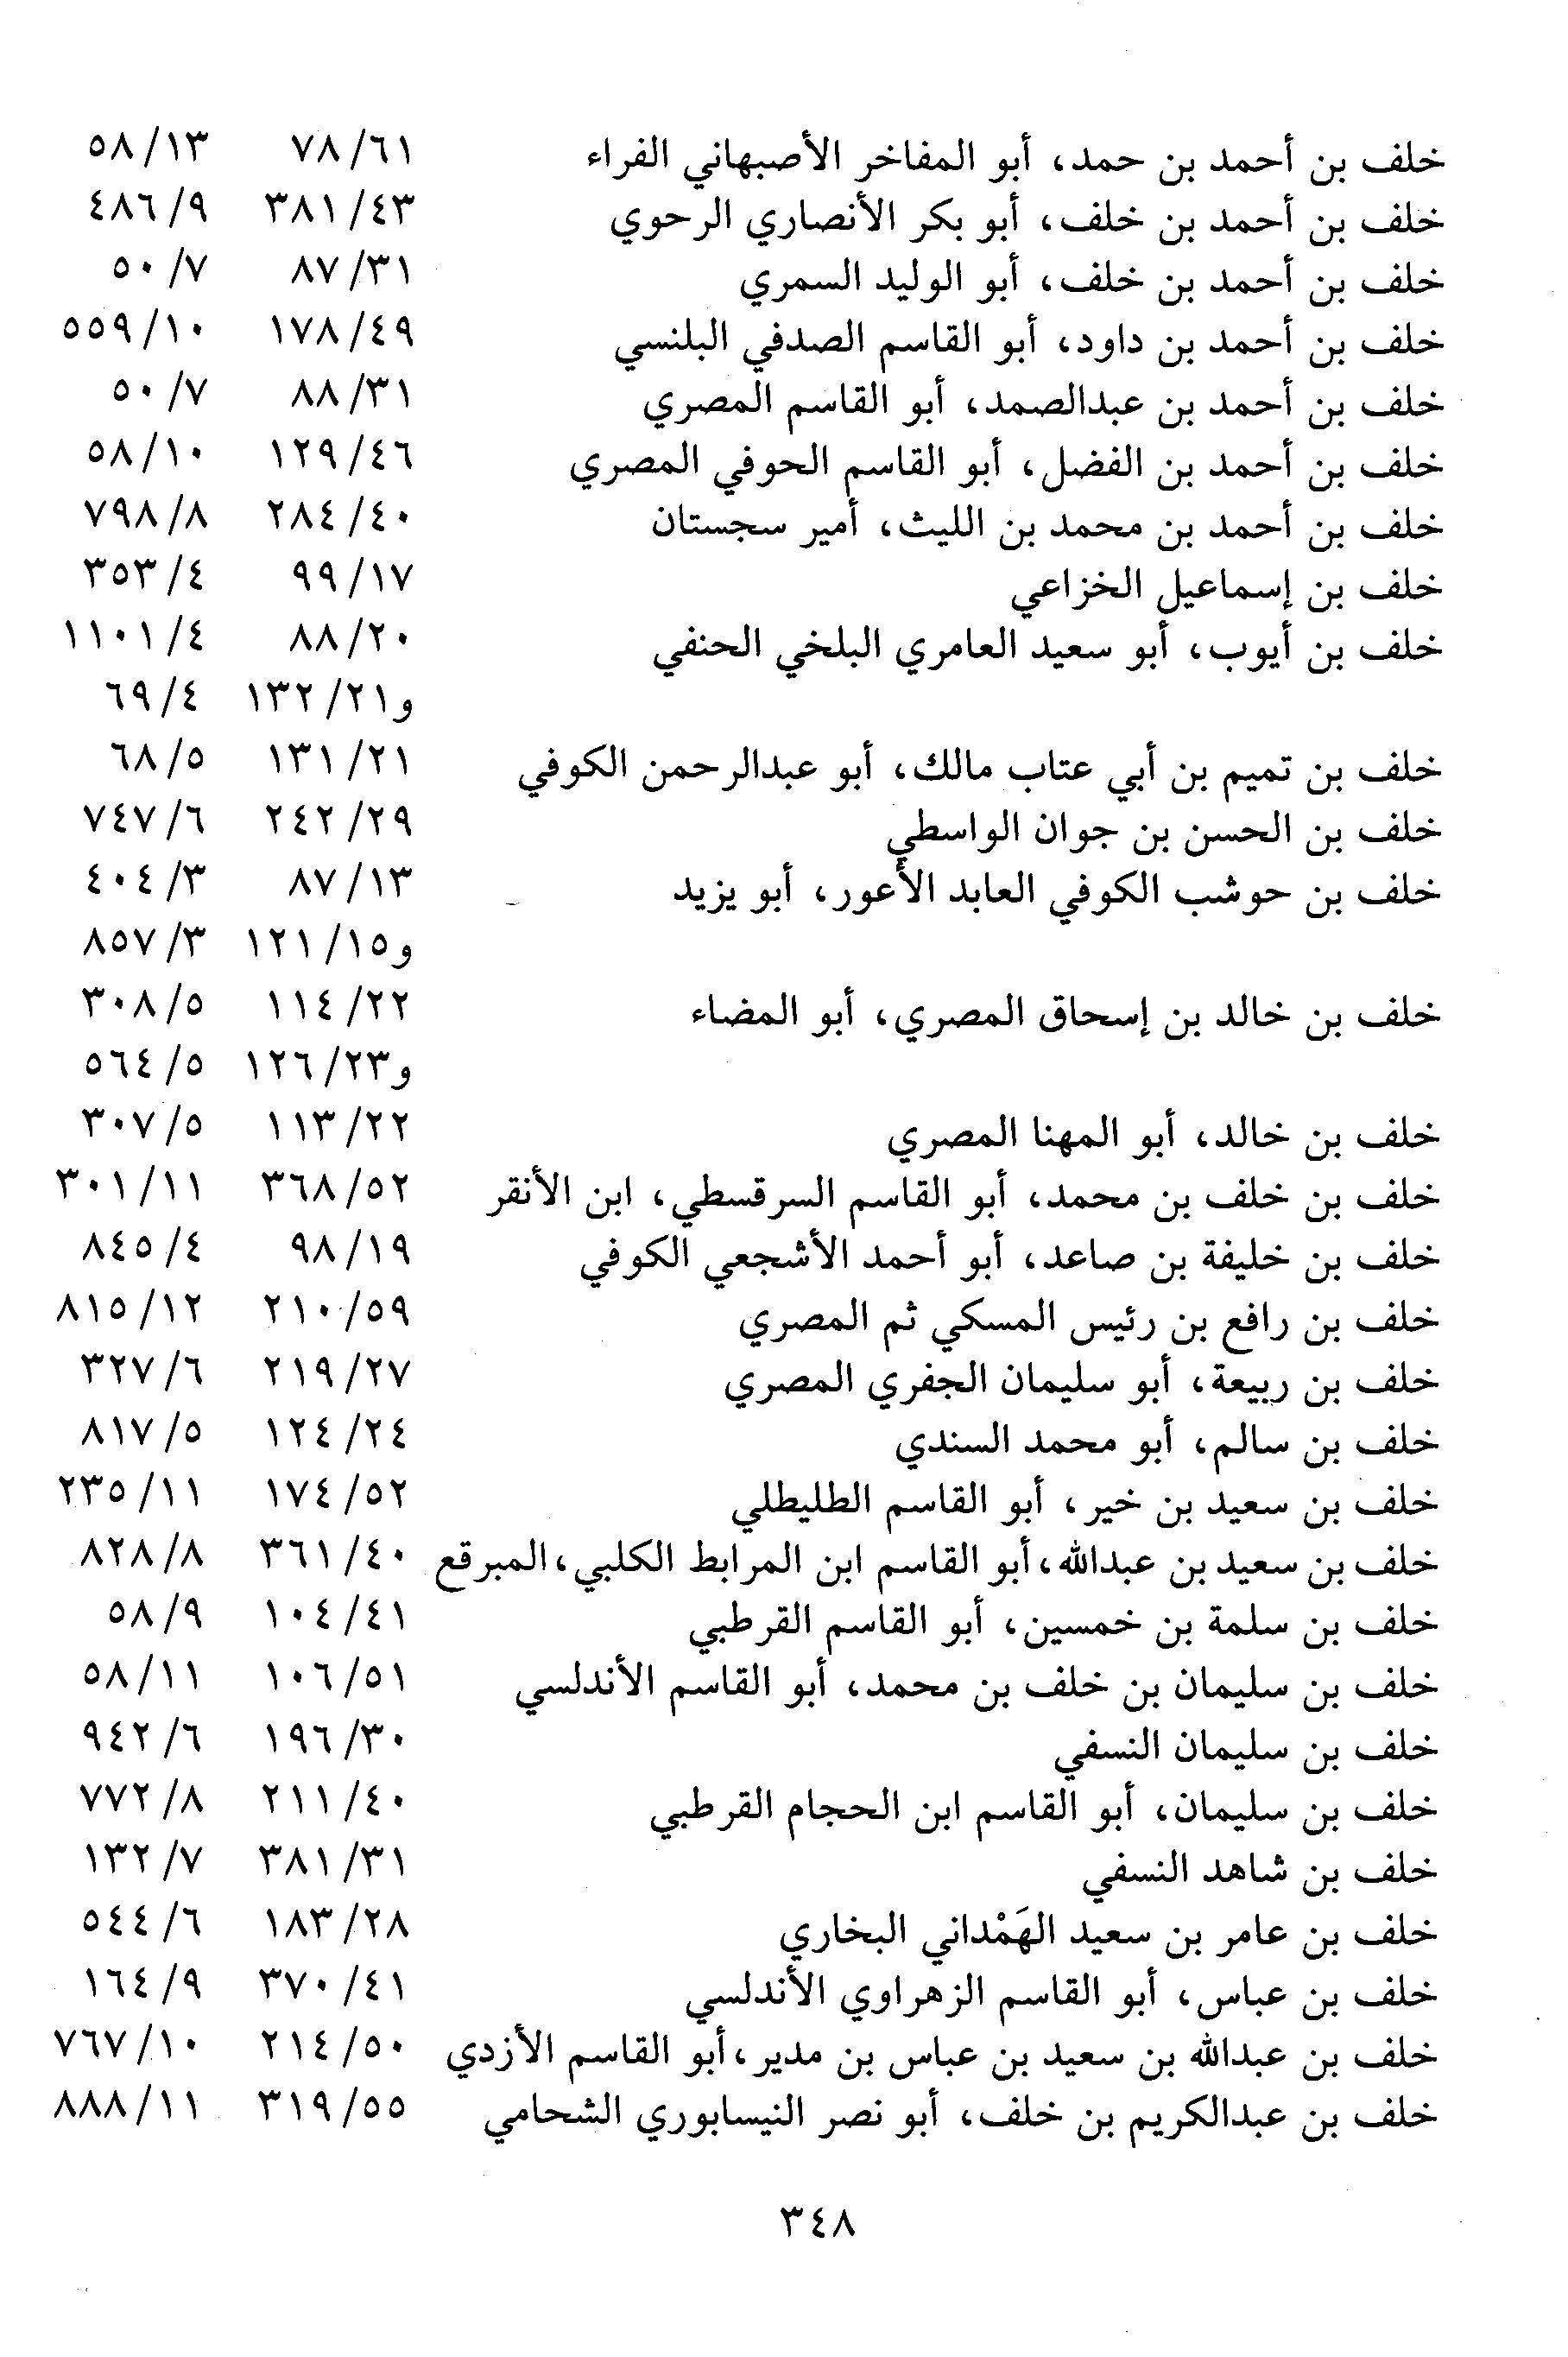 خلف بن أحمد بن حمد، أبو المفاخر الأصبهاني الفراء ٧٨/٦١ ٥٨/١٣
خلف بن أحمد بن خلف، أبو بكر الأنصاري الرحوي ٣٨١/٤٣ ٤٨٦/٩
خلف بن أحمد بن خلف، أبو الوليد السمري ٨٧/٣١ ٥٠/٧
خلف بن أحمد بن داود، أبو القاسم الصدفي البلنسي ١٧٨/٤٩ ٥٥٩/١٠
خلف بن أحمد بن عبدالصمد، أبو القاسم المصري ٨٨/٣١ ٥٠/٧
خلف بن أحمد بن الفضل، أبو القاسم الحوفي المصري ١٢٩/٤٦ ٥٨/١٠
خلف بن أحمد بن محمد بن الليث، أمير سجستان ٢٨٤/٤٠ ٧٩٨/٨
خلف بن إسماعيل الخزاعي ٩٩/١٧ ٣٥٣/٤
خلف بن أيوب، أبو سعيد العامري البلخي الحنفي ٨٨/٢٠ ١١٠١/٤
و١٣٢/٢١ ٦٩/٤
خلف بن تميم بن أبي عتاب مالك، أبو عبدالرحمن الكوفي ١٣١/٢١ ٦٨/٥
خلف بن الحسن بن جوان الواسطي ٢٤٢/٢٩ ٧٤٧/٦
خلف بن حوشب الكوفي العابد الأعور، أبو يزيد ٨٧/١٣ ٤٠٤/٣
و١٢١/١٥ ٨٥٧/٣
خلف بن خالد بن إسحاق المصري، أبو المضاء ١١٤/٢٢ ٣٠٨/٥
و١٢٦/٢٣ ٥٦٤/٥
خلف بن خالد، أبو المهنا المصري ١١٣/٢٢ ٣٠٧/٥
خلف بن خلف بن محمد، أبو القاسم السرقسطي، ابن الأنقر ٣٦٨/٥٢ ٣٠١/١١
خلف بن خليفة بن صاعد، أبو أحمد الأشجعي الكوفي ٩٨/١٩ ٨٤٥/٤
خلف بن رافع بن رئيس المسكي ثم المصري ٢١٠/٥٩ ٨١٥/١٢
خلف بن ربيعة، أبو سليمان الجفري المصري ٢١٩/٢٧ ٣٢٧/٦
خلف بن سالم، أبو محمد السندي ١٢٤/٢٤ ٨١٧/٥
خلف بن سعيد بن خير، أبو القاسم الطليطلي ١٧٤/٥٢ ٢٣٥/١١
خلف بن سعيد بن عبدالله، أبو القاسم ابن المرابط الكلبي، المبرقع ٣٦١/٤٠ ٨٢٨/٨
خلف بن سلمة بن خمسين، أبو القاسم القرطبي ١٠٤/٤١ ٥٨/٩
خلف بن سليمان بن خلف بن محمد، أبو القاسم الأندلسي ١٠٦/٥١ ٥٨/١١
خلف بن سليمان النسفي ١٩٦/٣٠ ٩٤٢/٦
خلف بن سليمان، أبو القاسم ابن الحجام القرطبي ٢١١/٤٠ ٧٧٢/٨
خلف بن شاهد النسفي ٣٨١/٣١ ١٣٢/٧
خلف بن عامر بن سعيد الهَمْداني البخاري ١٨٣/٢٨ ٥٤٤/٦
خلف بن عباس، أبو القاسم الزهراوي الأندلسي ٣٧٠/٤١ ١٦٤/٩
خلف بن عبدالله بن سعيد بن عباس بن مدير، أبو القاسم الأزدي ٢١٤/٥٠ ٧٦٧/١٠
خلف بن عبدالكريم بن خلف، أبو نصر النيسابوري الشحامي ٣١٩/٥٥ ٨٨٨/١١
٣٤٨